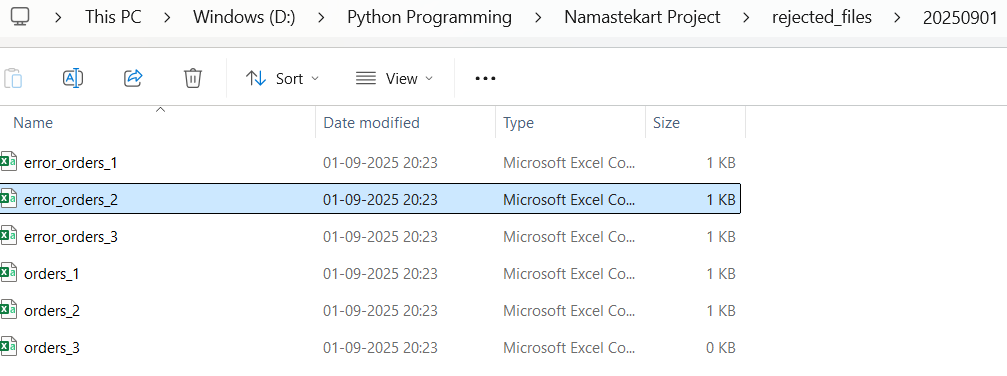 This PC > Windows (D:) > Python Programming > Namastekart Project > rejected_files > 20250901
Sort View
Name Date modified Type Size
error_orders_1 01-09-2025 20:23 Microsoft Excel Co... 1 KB
error_orders_2 01-09-2025 20:23 Microsoft Excel Co... 1 KB
error_orders_3 01-09-2025 20:23 Microsoft Excel Co... 1 KB
orders_1 01-09-2025 20:23 Microsoft Excel Co... 1 KB
orders_2 01-09-2025 20:23 Microsoft Excel Co... 1 KB
orders_3 01-09-2025 20:23 Microsoft Excel Co... 0 KB